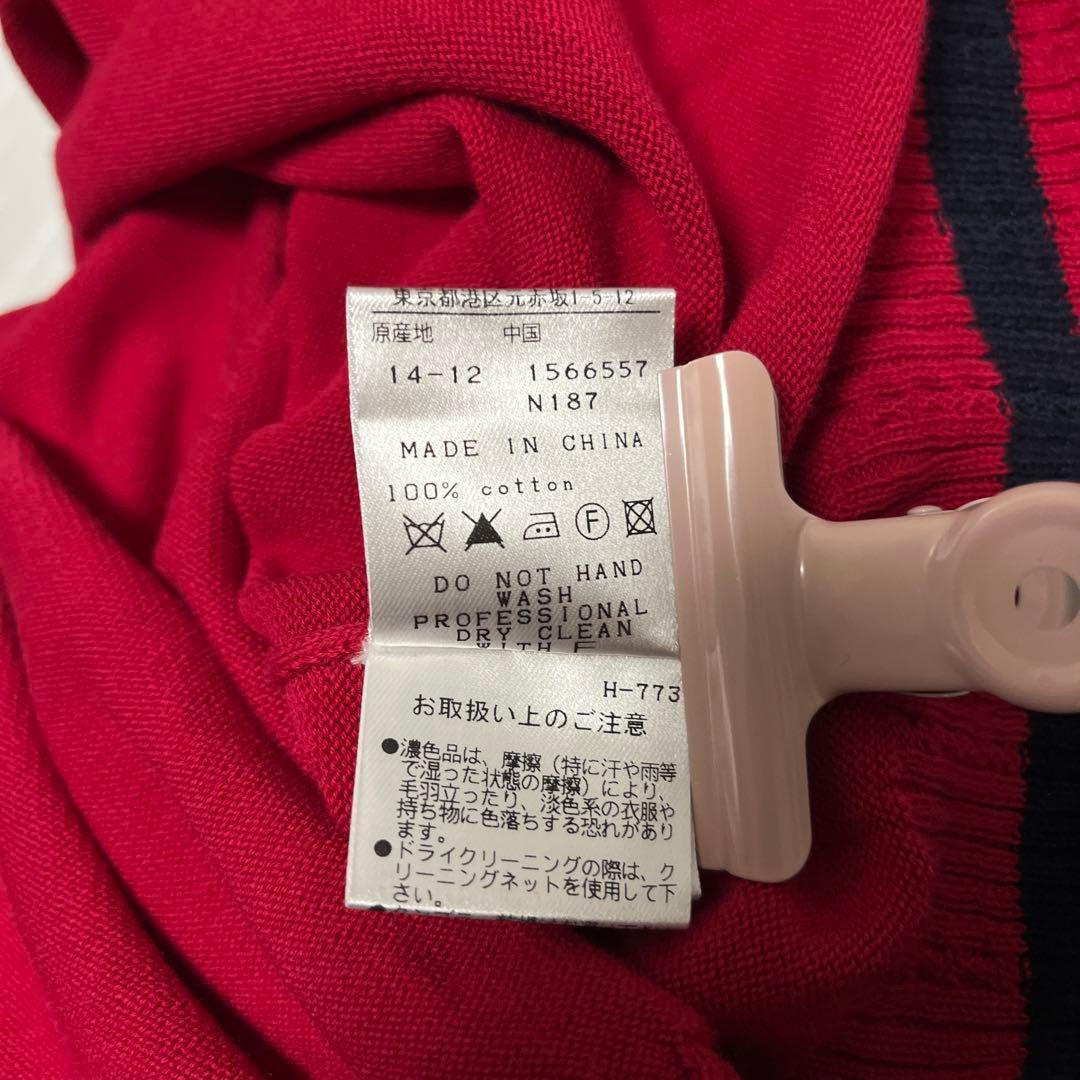 東京都港区元赤坂1-5-12
原産地 中国
14-12 1566557
N187
MADE IN CHINA
100% cotton
F
DO NOT HAND
WASH
PROFESSIONAL
DRY CLEAN
WITH F
H-773
お取扱い上のご注意
●濃色品は、摩擦（特に汗や雨等
で湿った状態の摩擦）により、
毛羽立ったり、淡色系の衣服や
持ち物に色落ちする恐れがあり
ます。
●ドライクリーニングの際は、ク
リーニングネットを使用して下
さい。